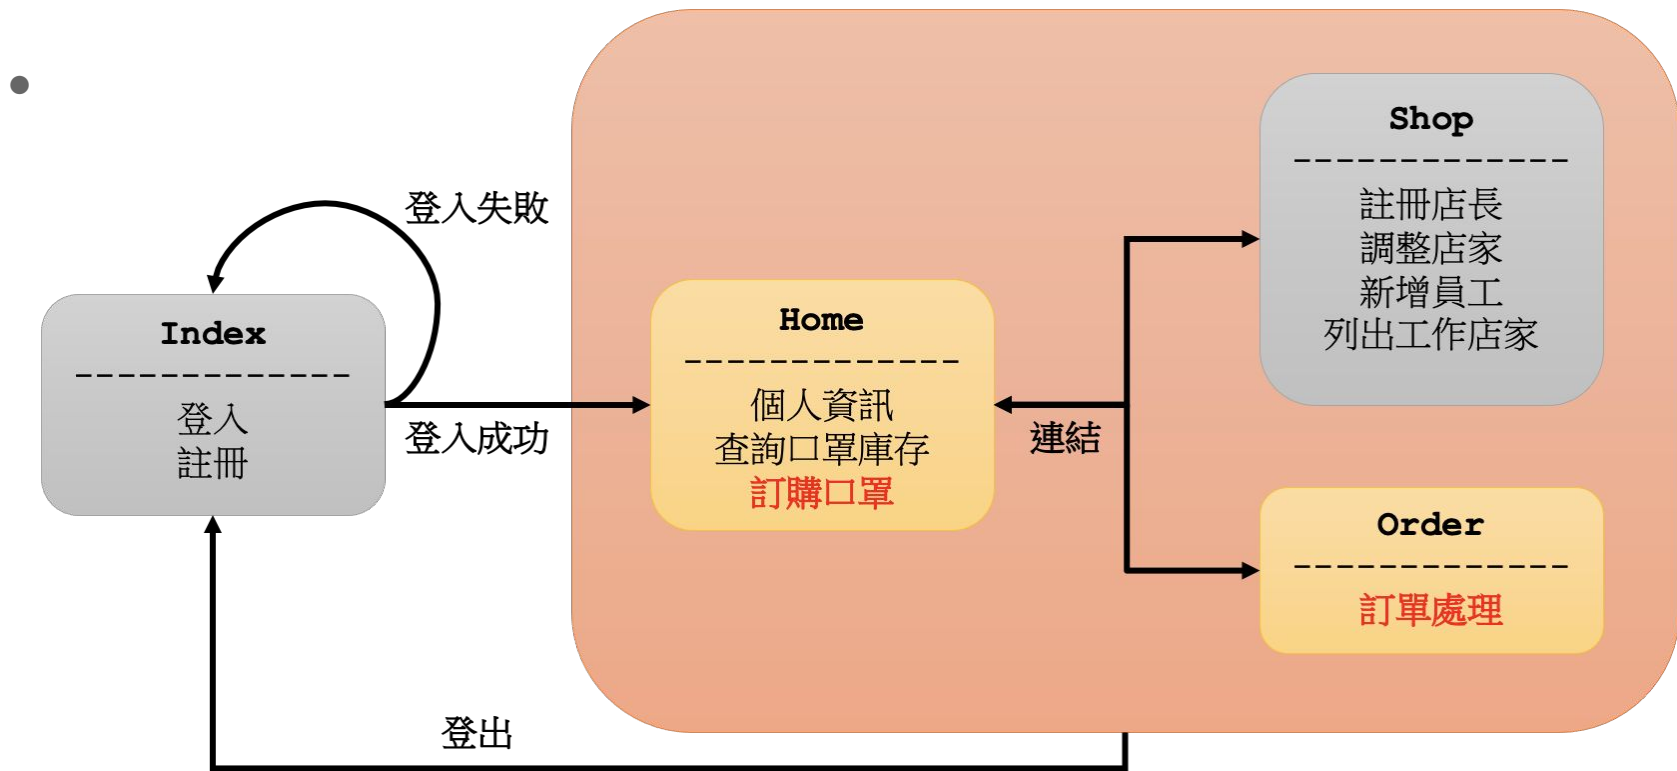 登入失敗
Index
-------------
登入
註冊
登入成功
Home
-------------
個人資訊
查詢口罩庫存
訂購口罩
連結
Shop
-------------
註冊店長
調整店家
新增員工
列出工作店家
Order
-------------
訂單處理
登出